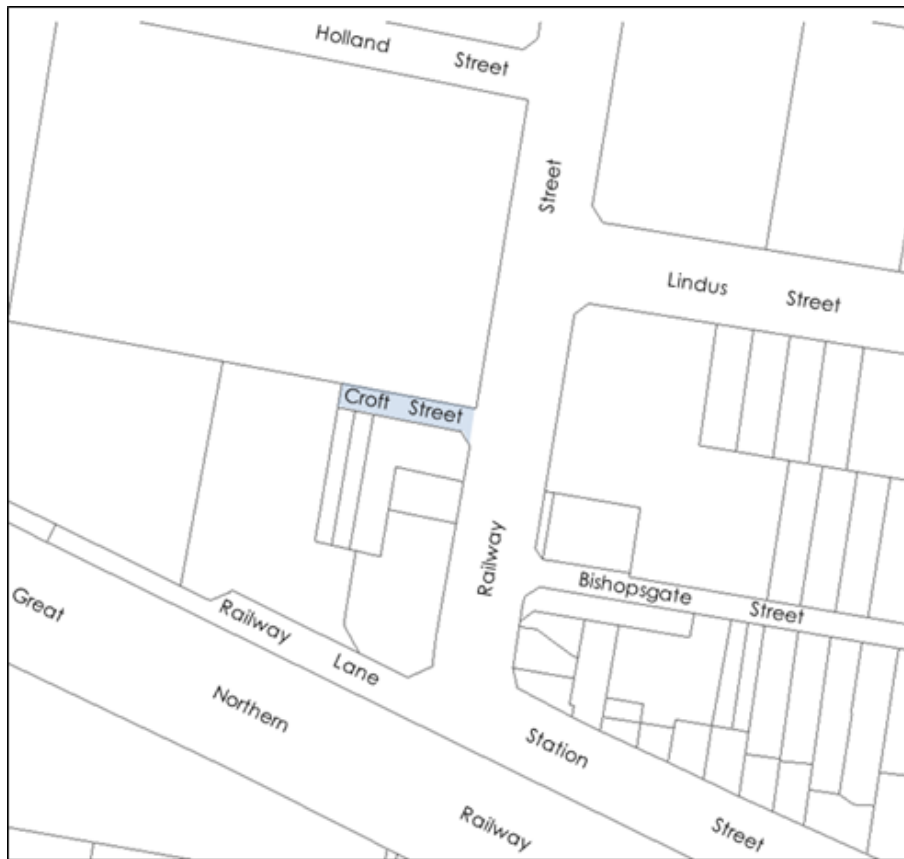 Holland Street
Street
Lindus Street
Croft Street
Railway
Bishopsgate Street
Great
Railway
Lane
Northern
Station
Railway
Street